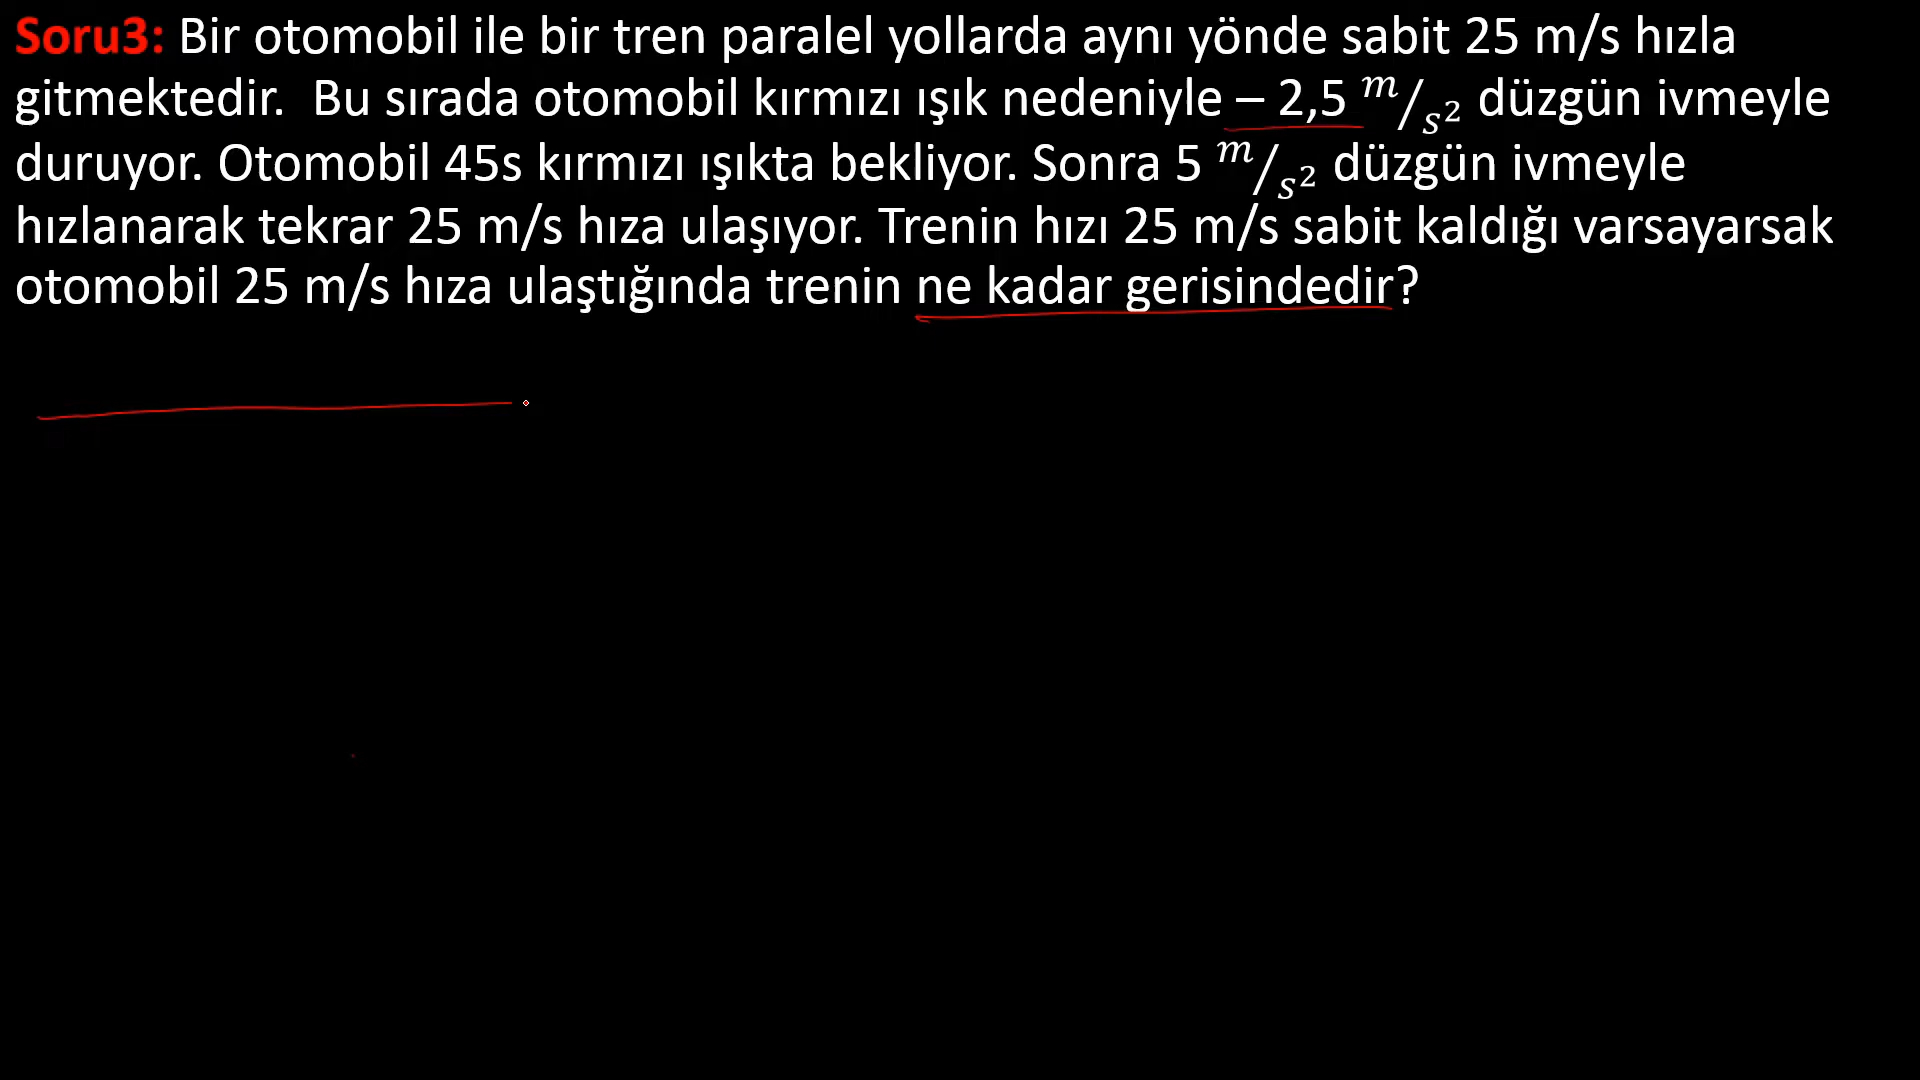 Soru3: Bir otomobil ile bir tren paralel yollarda aynı yönde sabit 25 m/s hızla
gitmektedir. Bu sırada otomobil kırmızı ışık nedeniyle – 2,5 m/s² düzgün ivmeyle
duruyor. Otomobil 45s kırmızı ışıkta bekliyor. Sonra 5 m/s² düzgün ivmeyle
hızlanarak tekrar 25 m/s hıza ulaşıyor. Trenin hızı 25 m/s sabit kaldığı varsayarsak
otomobil 25 m/s hıza ulaştığında trenin ne kadar gerisindedir?